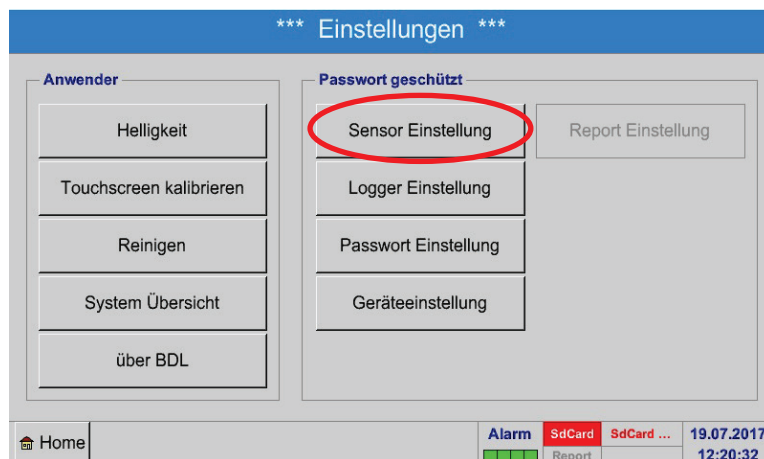 *** Einstellungen ***
Anwender
Helligkeit
Touchscreen kalibrieren
Reinigen
System Übersicht
über BDL
Passwort geschützt
Sensor Einstellung
Report Einstellung
Logger Einstellung
Passwort Einstellung
Geräteeinstellung
Home
Alarm
SdCard
SdCard ...
Report
19.07.2017
12:20:32